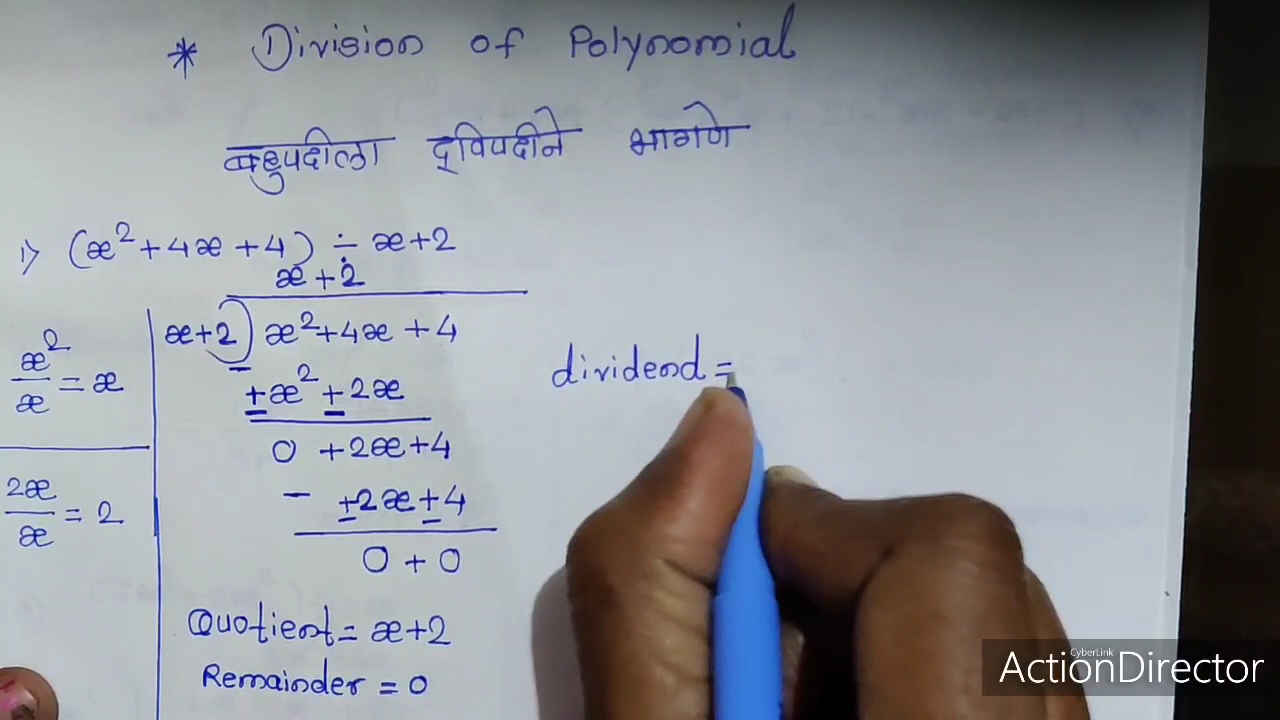 * Division of Polynomial
बहुपदीला द्विपदीने भागणे
1) (x²+4x+4) ÷ x+2
x+2
x+2) x²+4x+4
x²/x = x
- +x² +2x
0 +2x+4
2x/x = 2
- +2x+4
0+0
Quotient = x+2
Remainder = 0
dividend =
CyberLink
ActionDirector